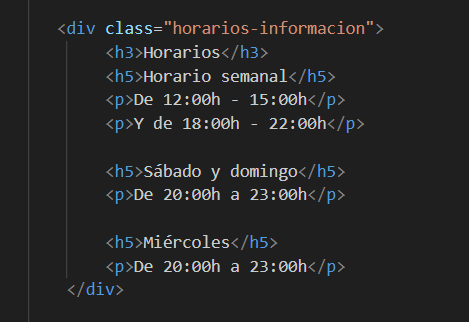 <div class="horarios-informacion">
<h3>Horarios</h3>
<h5>Horario semanal</h5>
<p>De 12:00h - 15:00h</p>
<p>Y de 18:00h - 22:00h</p>
<h5>Sábado y domingo</h5>
<p>De 20:00h a 23:00h</p>
<h5>Miércoles</h5>
<p>De 20:00h a 23:00h</p>
</div>